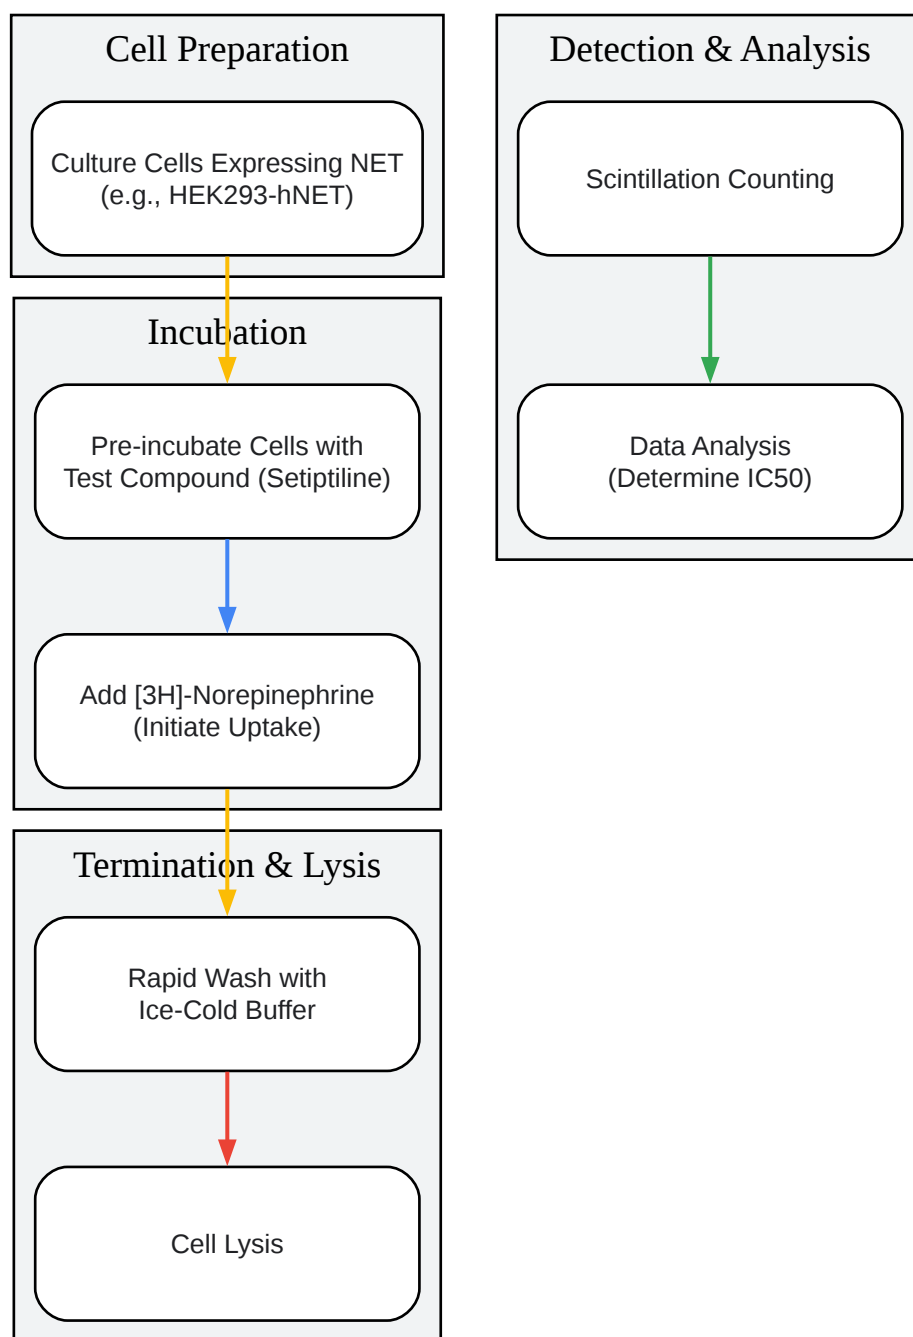 Cell Preparation
Culture Cells Expressing NET
(e.g., HEK293-hNET)
Incubation
Pre-incubate Cells with
Test Compound (Setiptiline)
Add [3H]-Norepinephrine
(Initiate Uptake)
Termination & Lysis
Rapid Wash with
Ice-Cold Buffer
Cell Lysis
Detection & Analysis
Scintillation Counting
Data Analysis
(Determine IC50)